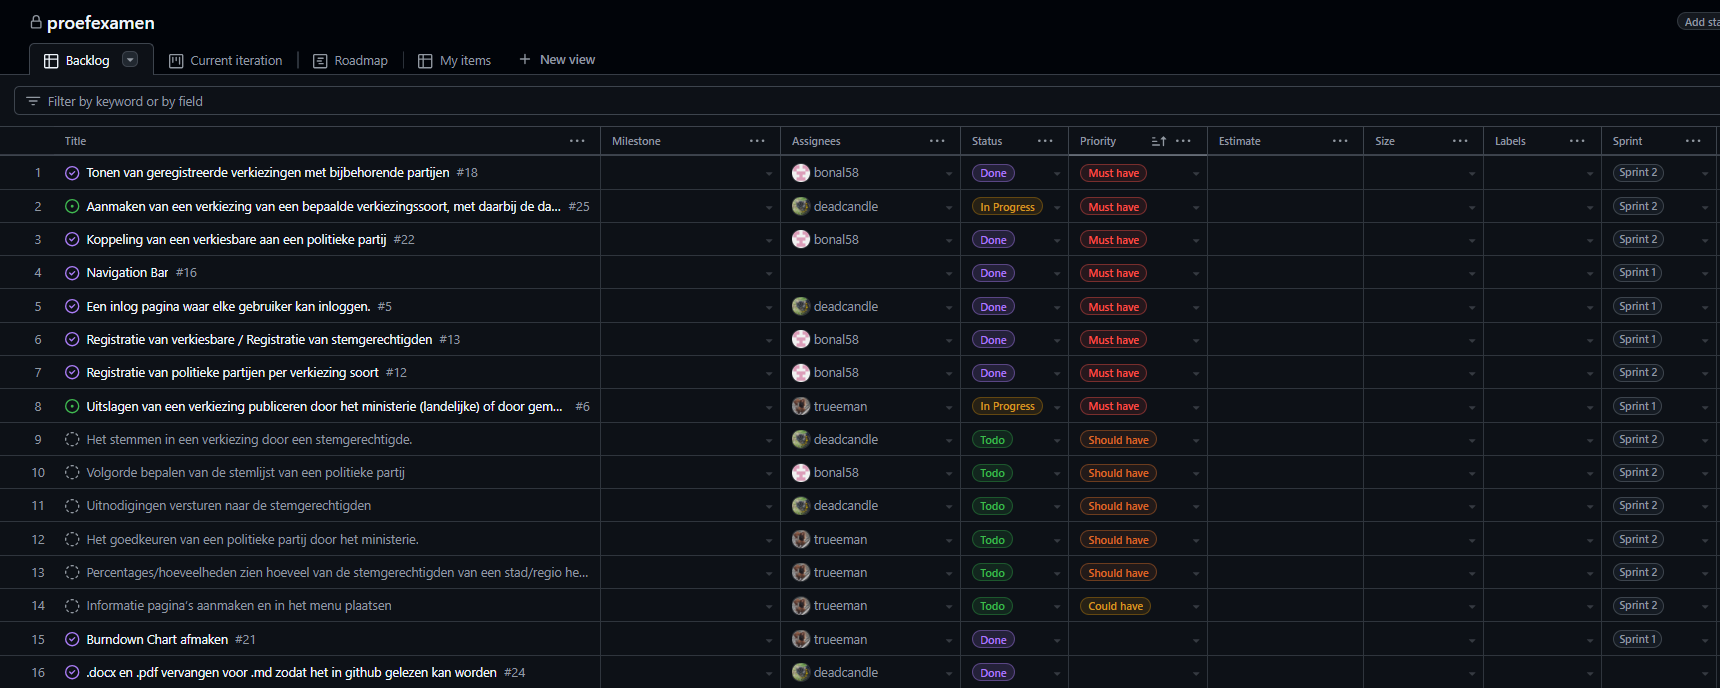 proefexamen
Add sta
Backlog Current iteration Roadmap My items New view
Filter by keyword or by field
Title Milestone Assignees Status Priority Estimate Size Labels Sprint
1 Tonen van geregistreerde verkiezingen met bijbehorende partijen #18 bonal58 Done Must have Sprint 2
2 Aanmaken van een verkiezing van een bepaalde verkiezingssoort, met daarbij de da... #25 deadcandle In Progress Must have Sprint 2
3 Koppeling van een verkiesbare aan een politieke partij #22 bonal58 Done Must have Sprint 2
4 Navigation Bar #16 Done Must have Sprint 1
5 Een inlog pagina waar elke gebruiker kan inloggen. #5 deadcandle Done Must have Sprint 1
6 Registratie van verkiesbare / Registratie van stemgerechtigden #13 bonal58 Done Must have Sprint 1
7 Registratie van politieke partijen per verkiezing soort #12 bonal58 Done Must have Sprint 2
8 Uitslagen van een verkiezing publiceren door het ministerie (landelijke) of door gem... #6 trueeman In Progress Must have Sprint 1
9 Het stemmen in een verkiezing door een stemgerechtigde. deadcandle Todo Should have Sprint 2
10 Volgorde bepalen van de stemlijst van een politieke partij bonal58 Todo Should have Sprint 2
11 Uitnodigingen versturen naar de stemgerechtigden deadcandle Todo Should have Sprint 2
12 Het goedkeuren van een politieke partij door het ministerie. trueeman Todo Should have Sprint 2
13 Percentages/hoeveelheden zien hoeveel van de stemgerechtigden van een stad/regio he... trueeman Todo Should have Sprint 2
14 Informatie pagina's aanmaken en in het menu plaatsen trueeman Todo Could have Sprint 2
15 Burndown Chart afmaken #21 trueeman Done Sprint 1
16 .docx en .pdf vervangen voor .md zodat het in github gelezen kan worden #24 deadcandle Done